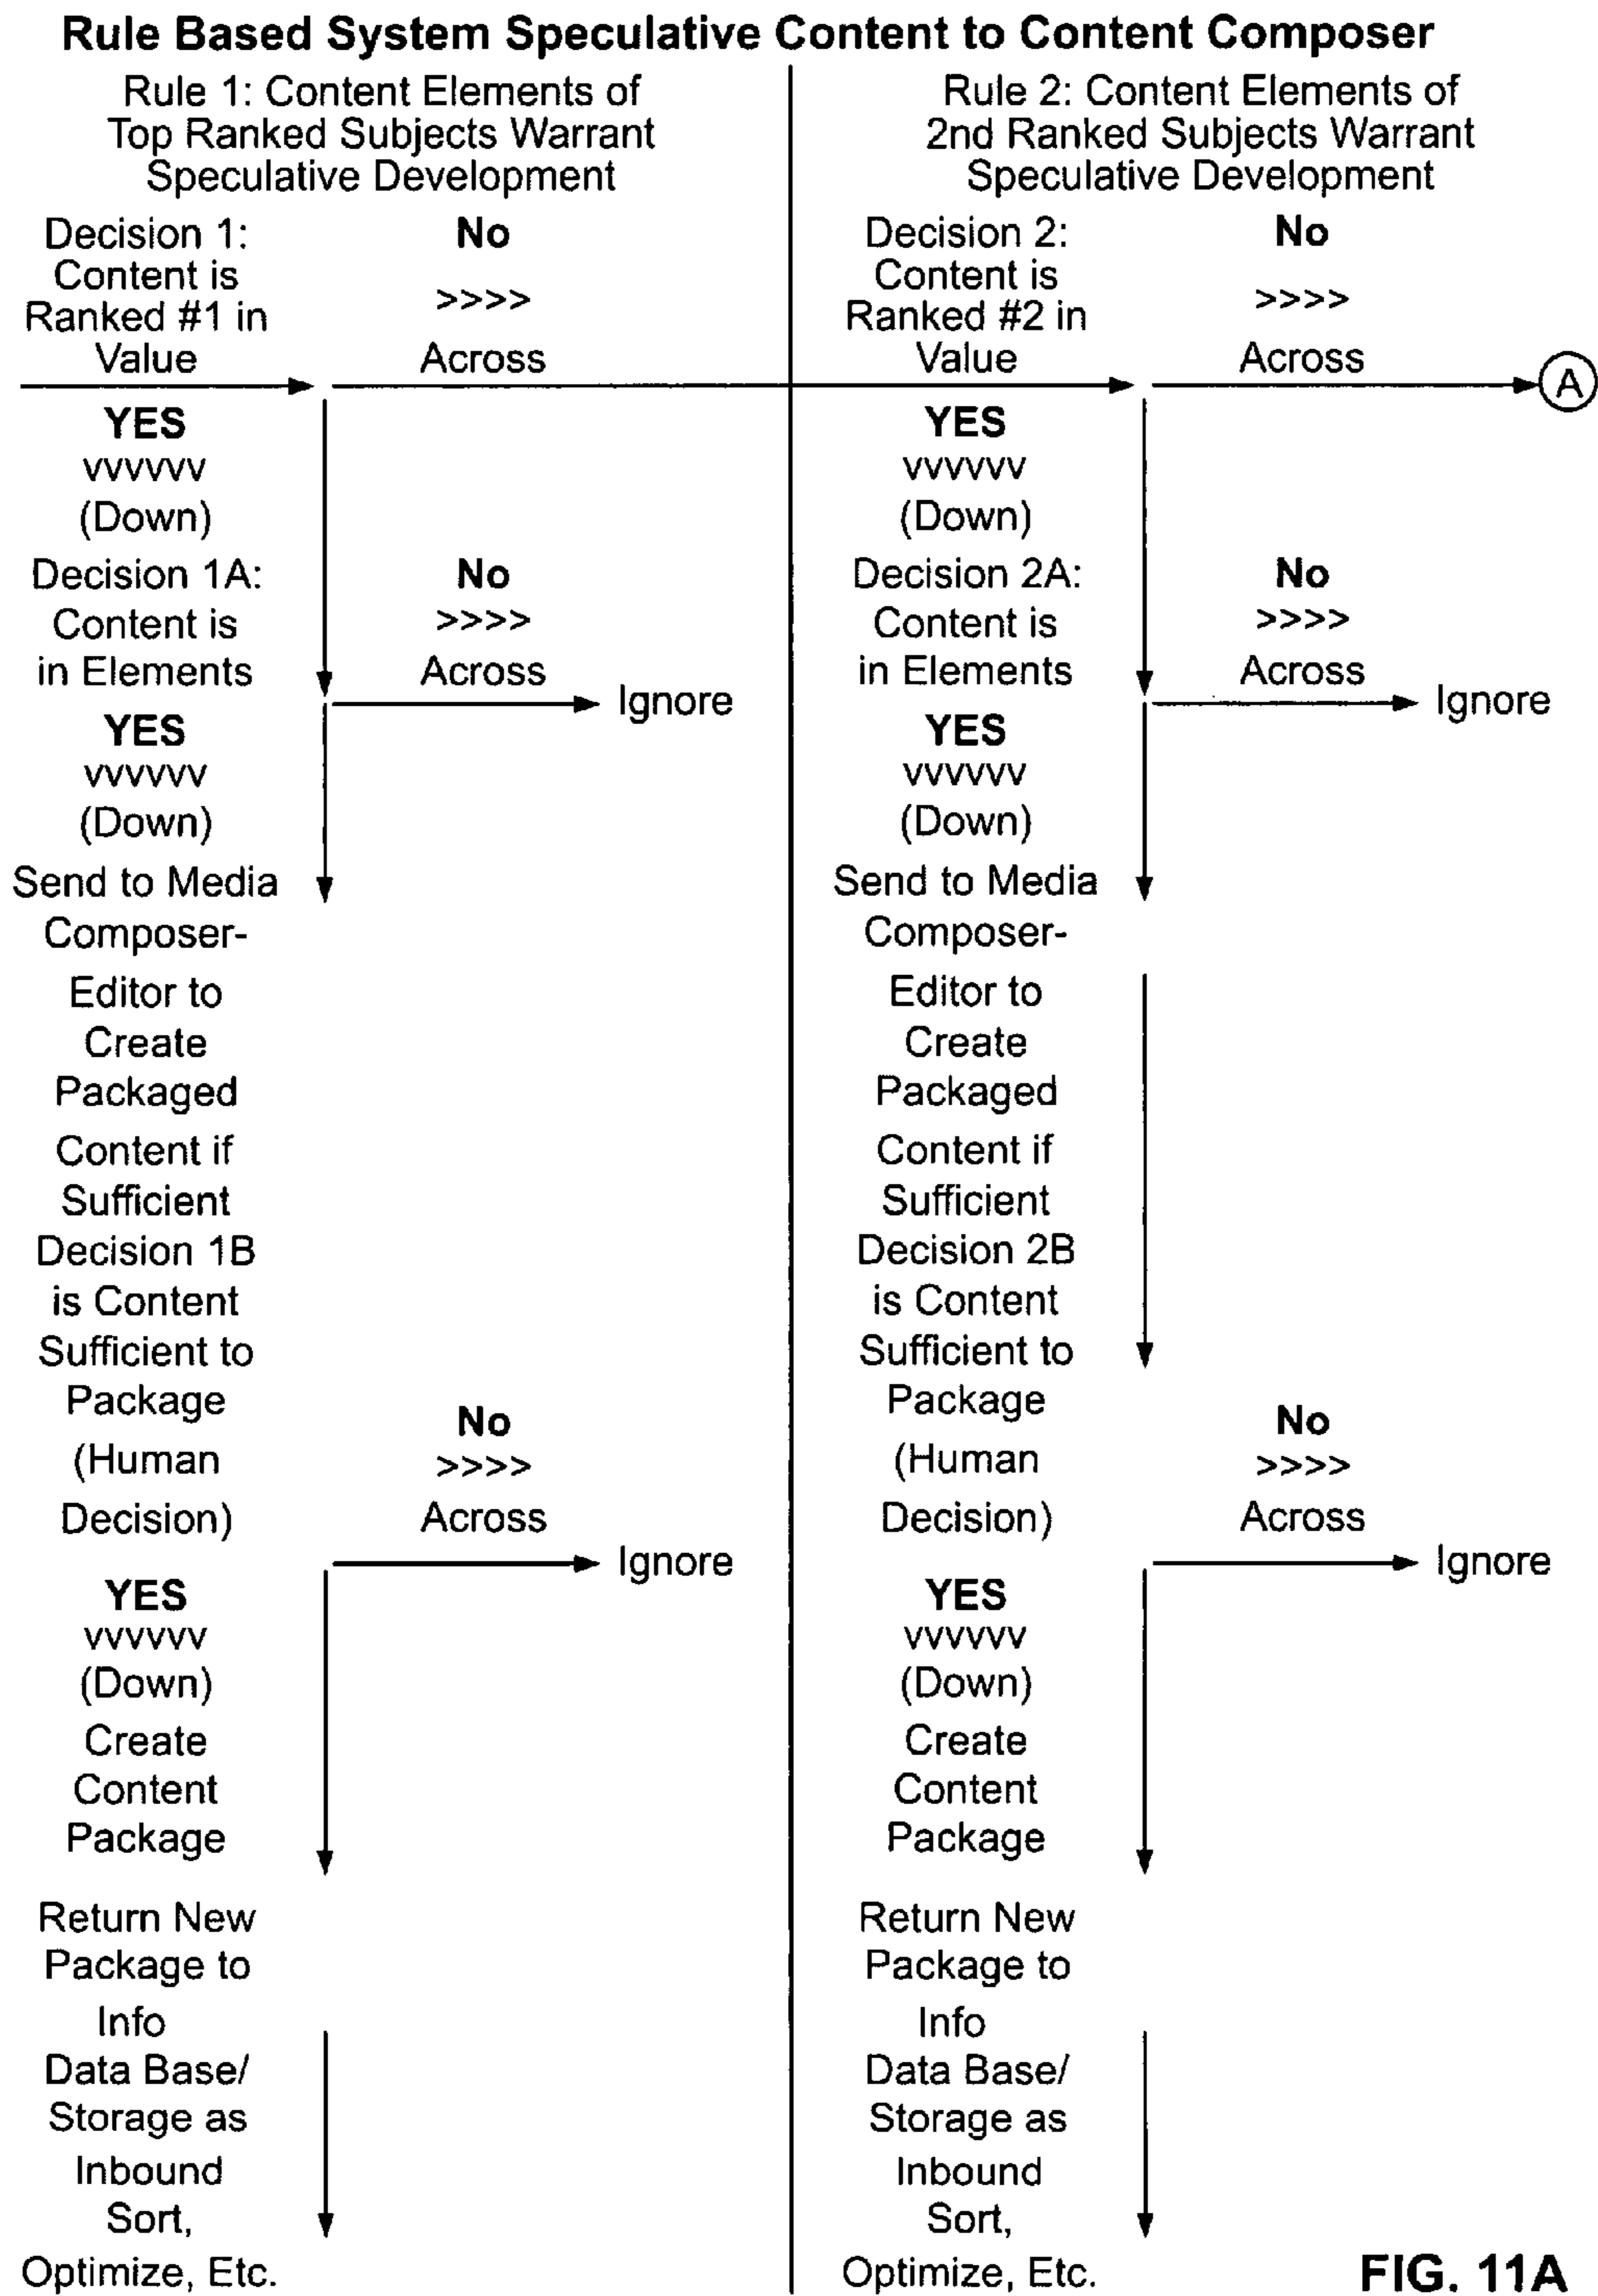 Rule Based System Speculative Content to Content Composer
Rule 1: Content Elements of
Top Ranked Subjects Warrant
Speculative Development
Decision 1:
Content is
Ranked #1 in
Value
No
>>>>
Across
YES
vvvvvv
(Down)
Decision 1A:
Content is
in Elements
No
>>>>
Across
Ignore
YES
vvvvvv
(Down)
Send to Media
Composer-
Editor to
Create
Packaged
Content if
Sufficient
Decision 1B
is Content
Sufficient to
Package
(Human
Decision)
No
>>>>
Across
Ignore
YES
vvvvvv
(Down)
Create
Content
Package
Return New
Package to
Info
Data Base/
Storage as
Inbound
Sort,
Optimize, Etc.
Rule 2: Content Elements of
2nd Ranked Subjects Warrant
Speculative Development
Decision 2:
Content is
Ranked #2 in
Value
No
>>>>
Across
A
YES
vvvvvv
(Down)
Decision 2A:
Content is
in Elements
No
>>>>
Across
Ignore
YES
vvvvvv
(Down)
Send to Media
Composer-
Editor to
Create
Packaged
Content if
Sufficient
Decision 2B
is Content
Sufficient to
Package
(Human
Decision)
No
>>>>
Across
Ignore
YES
vvvvvv
(Down)
Create
Content
Package
Return New
Package to
Info
Data Base/
Storage as
Inbound
Sort,
Optimize, Etc.
FIG. 11A